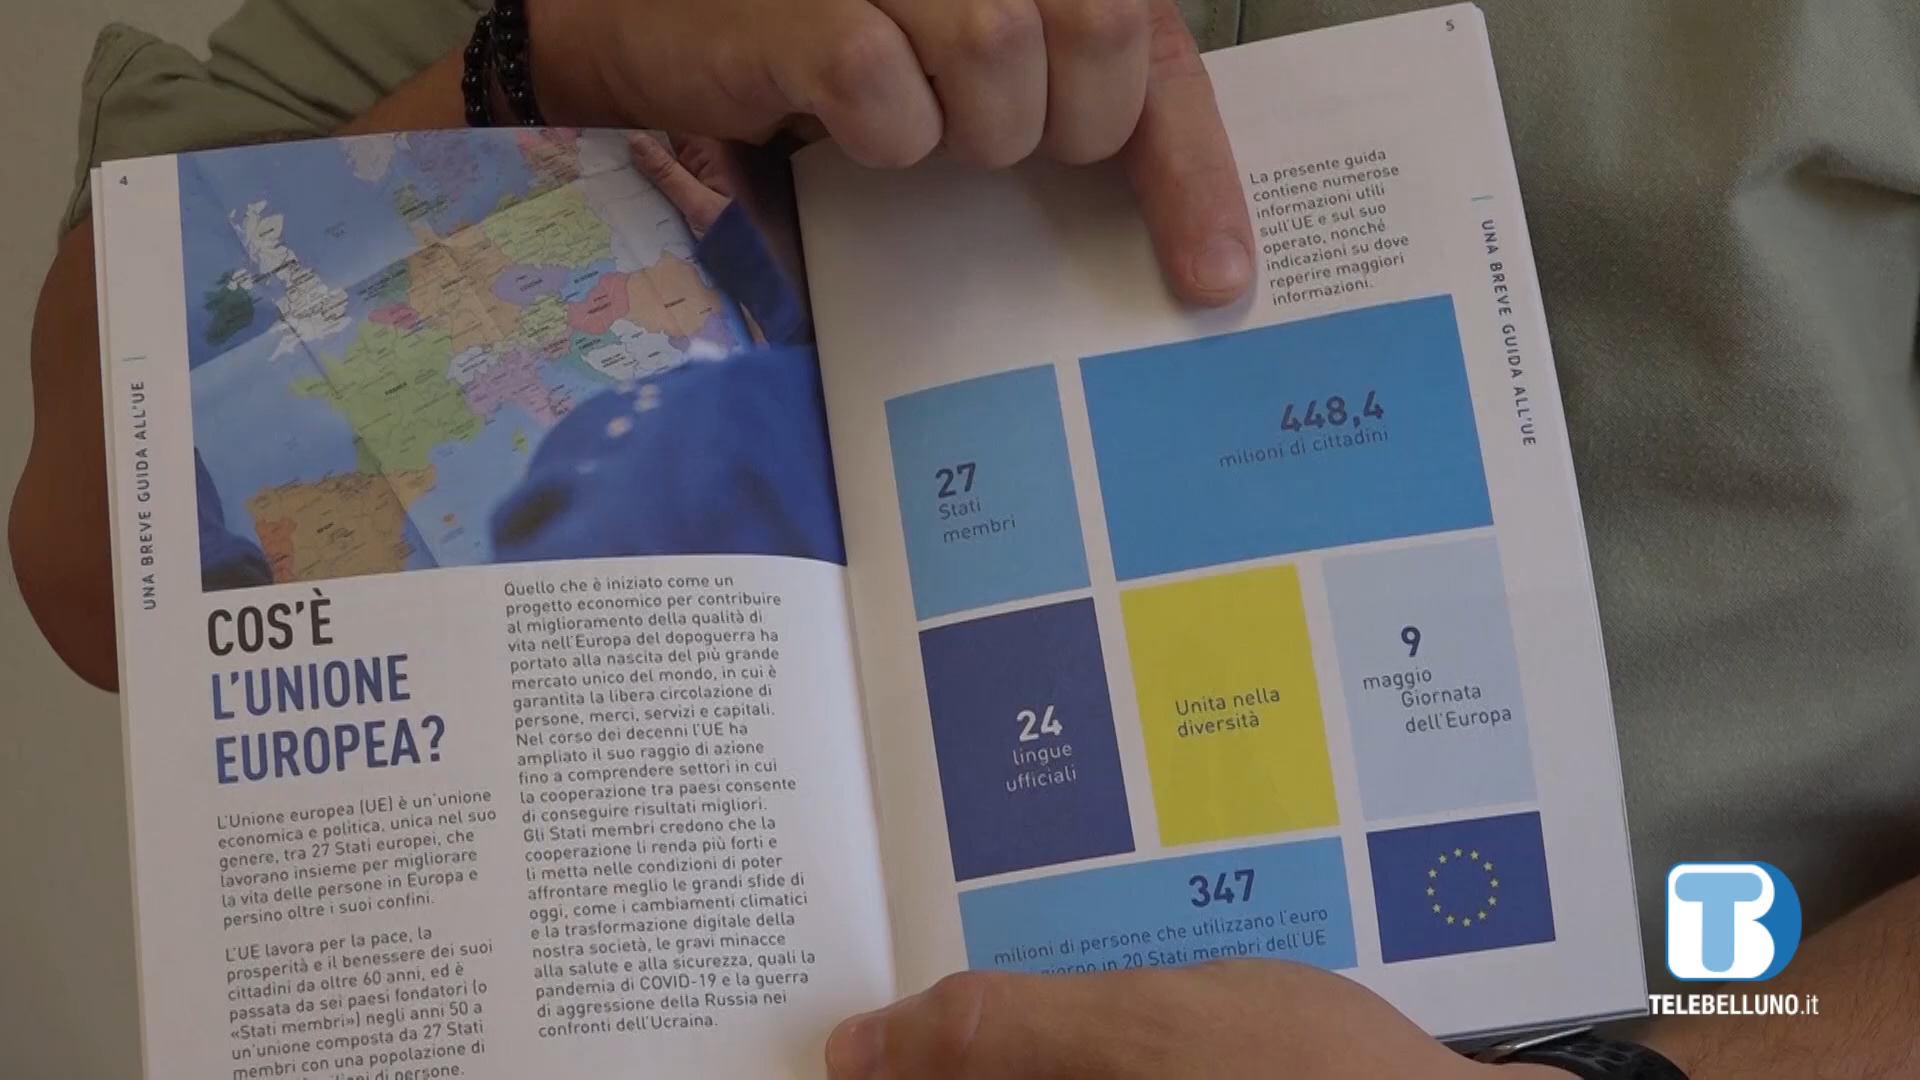 4
UNA BREVE GUIDA ALL'UE
COS'È
L'UNIONE
EUROPEA?
L'Unione europea (UE) è un'unione
economica e politica, unica nel suo
genere, tra 27 Stati europei, che
lavorano insieme per migliorare
la vita delle persone in Europa e
persino oltre i suoi confini.
L'UE lavora per la pace, la
prosperità e il benessere dei suoi
cittadini da oltre 60 anni, ed è
passata da sei paesi fondatori (o
«Stati membri») negli anni 50 a
un'unione composta da 27 Stati
membri con una popolazione di
di persone.
Quello che è iniziato come un
progetto economico per contribuire
al miglioramento della qualità di
vita nell'Europa del dopoguerra ha
portato alla nascita del più grande
mercato unico del mondo, in cui è
garantita la libera circolazione di
persone, merci, servizi e capitali.
Nel corso dei decenni l'UE ha
ampliato il suo raggio di azione
fino a comprendere settori in cui
la cooperazione tra paesi consente
di conseguire risultati migliori.
Gli Stati membri credono che la
cooperazione li renda più forti e
li metta nelle condizioni di poter
affrontare meglio le grandi sfide di
oggi, come i cambiamenti climatici
e la trasformazione digitale della
nostra società, le gravi minacce
alla salute e alla sicurezza, quali la
pandemia di COVID-19 e la guerra
di aggressione della Russia nei
confronti dell'Ucraina.
5
UNA BREVE GUIDA ALL'UE
La presente guida
contiene numerose
informazioni utili
sull'UE e sul suo
operato, nonché
indicazioni su dove
reperire maggiori
informazioni.
27
Stati
membri
448,4
milioni di cittadini
24
lingue
ufficiali
Unita nella
diversità
9
maggio
Giornata
dell'Europa
347
milioni di persone che utilizzano l'euro
giorno in 20 Stati membri dell'UE
TB
TELEBELLUNO.it